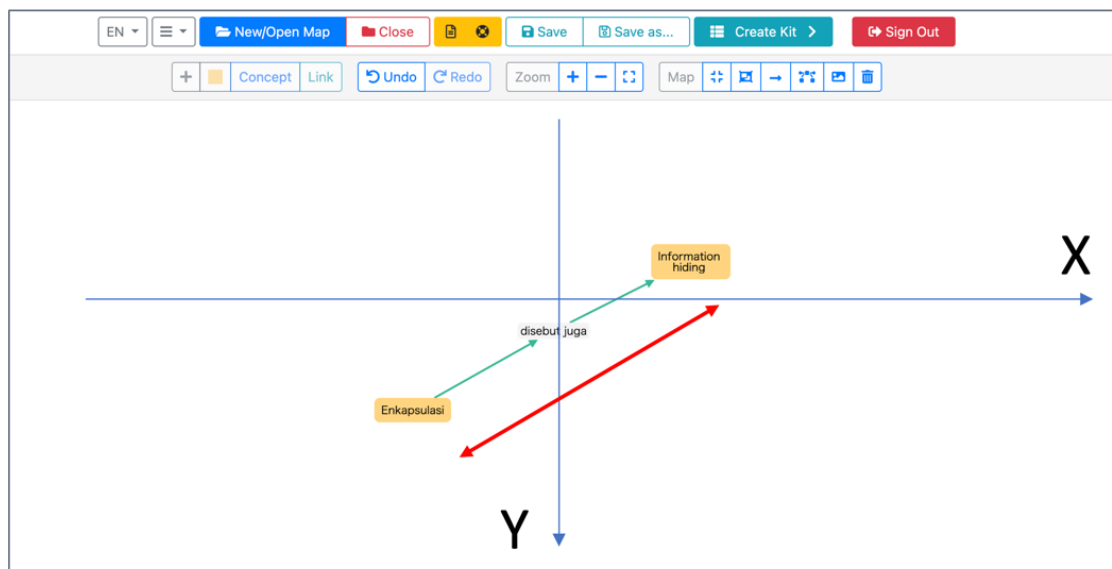 EN New/Open Map Close Save Save as... Create Kit Sign Out
Concept Link Undo Redo Zoom Map
Information
hiding
X
disebut juga
Enkapsulasi
Y